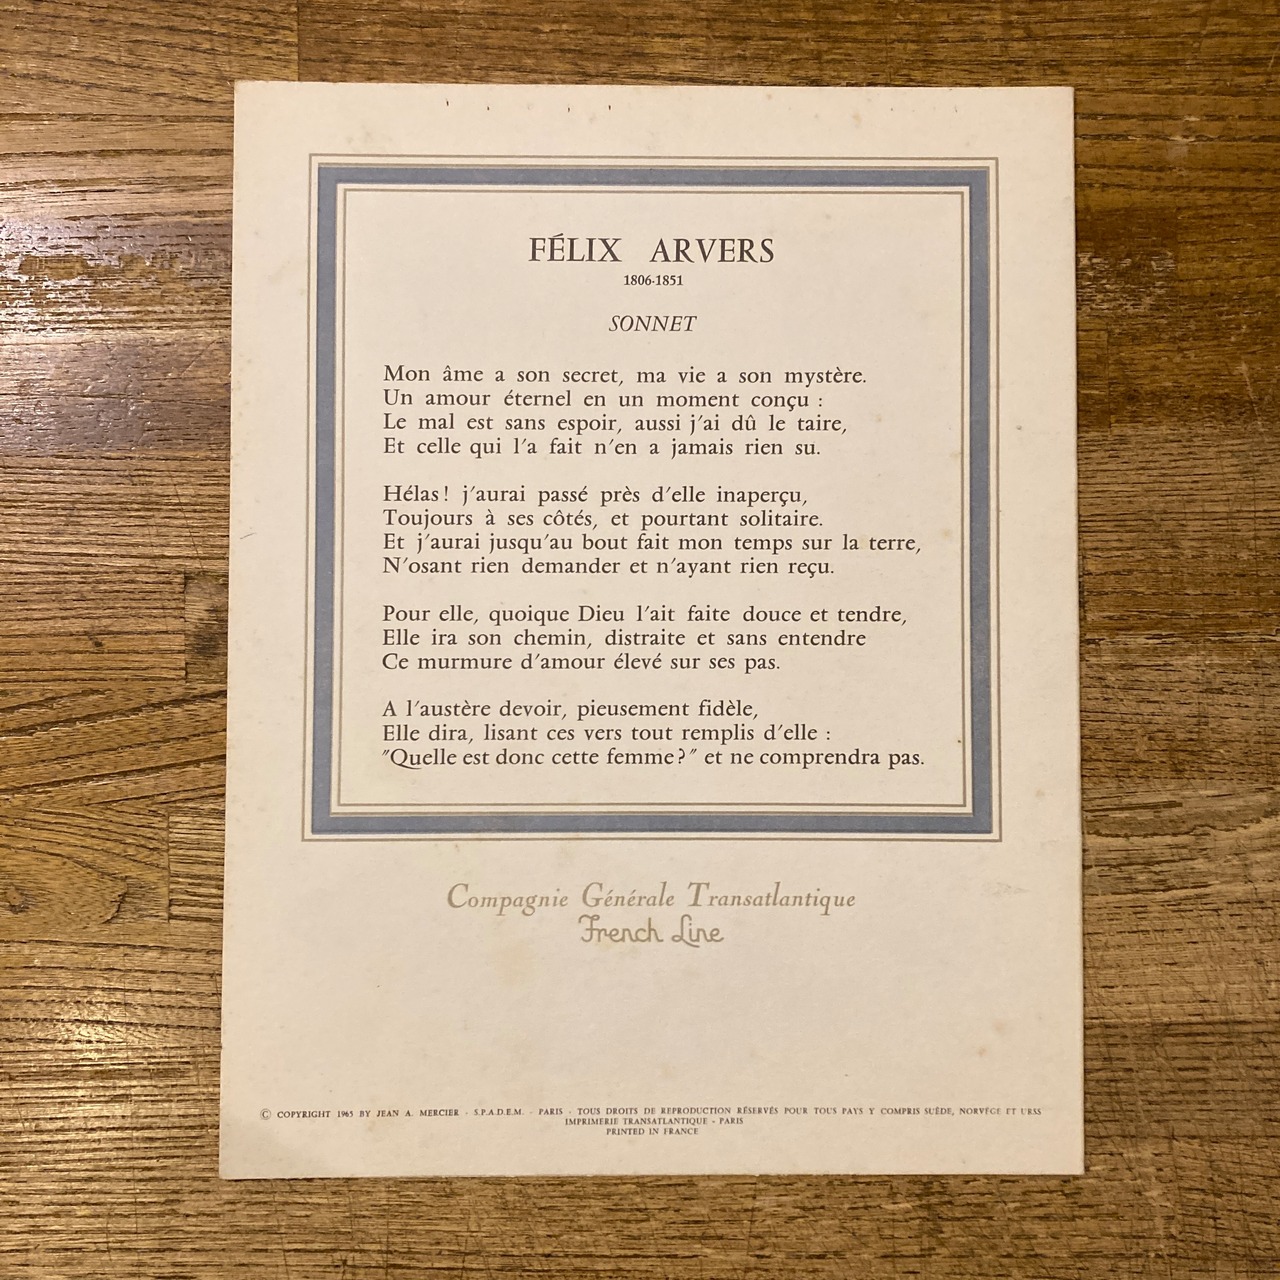 FÉLIX ARVERS
1806-1851
SONNET
Mon âme a son secret, ma vie a son mystère.
Un amour éternel en un moment conçu :
Le mal est sans espoir, aussi j'ai dû le taire,
Et celle qui l'a fait n'en a jamais rien su.
Hélas ! j'aurai passé près d'elle inaperçu,
Toujours à ses côtés, et pourtant solitaire.
Et j'aurai jusqu'au bout fait mon temps sur la terre,
N'osant rien demander et n'ayant rien reçu.
Pour elle, quoique Dieu l'ait faite douce et tendre,
Elle ira son chemin, distraite et sans entendre
Ce murmure d'amour élevé sur ses pas.
A l'austère devoir, pieusement fidèle,
Elle dira, lisant ces vers tout remplis d'elle :
"Quelle est donc cette femme ?" et ne comprendra pas.
Compagnie Générale Transatlantique
French Line
© COPYRIGHT 1965 BY JEAN A. MERCIER - S.P.A.D.E.M. - PARIS - TOUS DROITS DE REPRODUCTION RÉSERVÉS POUR TOUS PAYS Y COMPRIS SUÈDE, NORVÈGE ET URSS
IMPRIMERIE TRANSATLANTIQUE - PARIS
PRINTED IN FRANCE